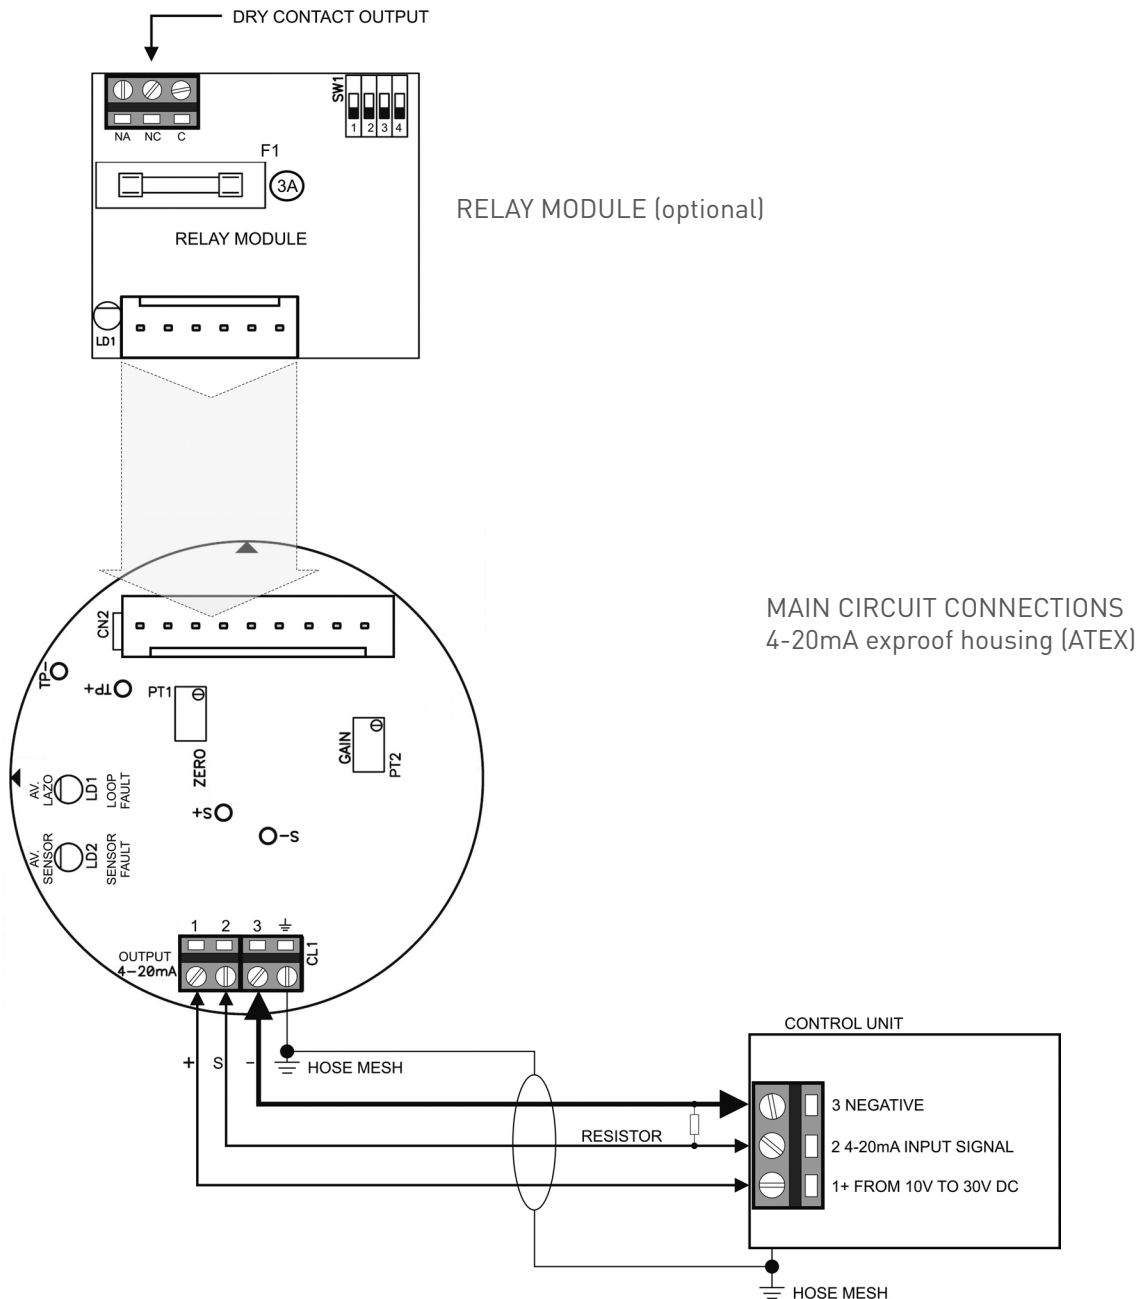 DRY CONTACT OUTPUT
SW1
1 2 3 4
NA NC C
F1
3A
RELAY MODULE (optional)
RELAY MODULE
LD1
MAIN CIRCUIT CONNECTIONS
4-20mA exproof housing (ATEX)
CN2
TP-
TP+
PT1
ZERO
GAIN
PT2
AV.
LAZO
LD1
LOOP
FAULT
S+
S-
AV.
SENSOR
LD2
SENSOR
FAULT
1 2 3
OUTPUT
4-20mA
CL1
+ S -
HOSE MESH
CONTROL UNIT
3 NEGATIVE
RESISTOR
2 4-20mA INPUT SIGNAL
1+ FROM 10V TO 30V DC
HOSE MESH